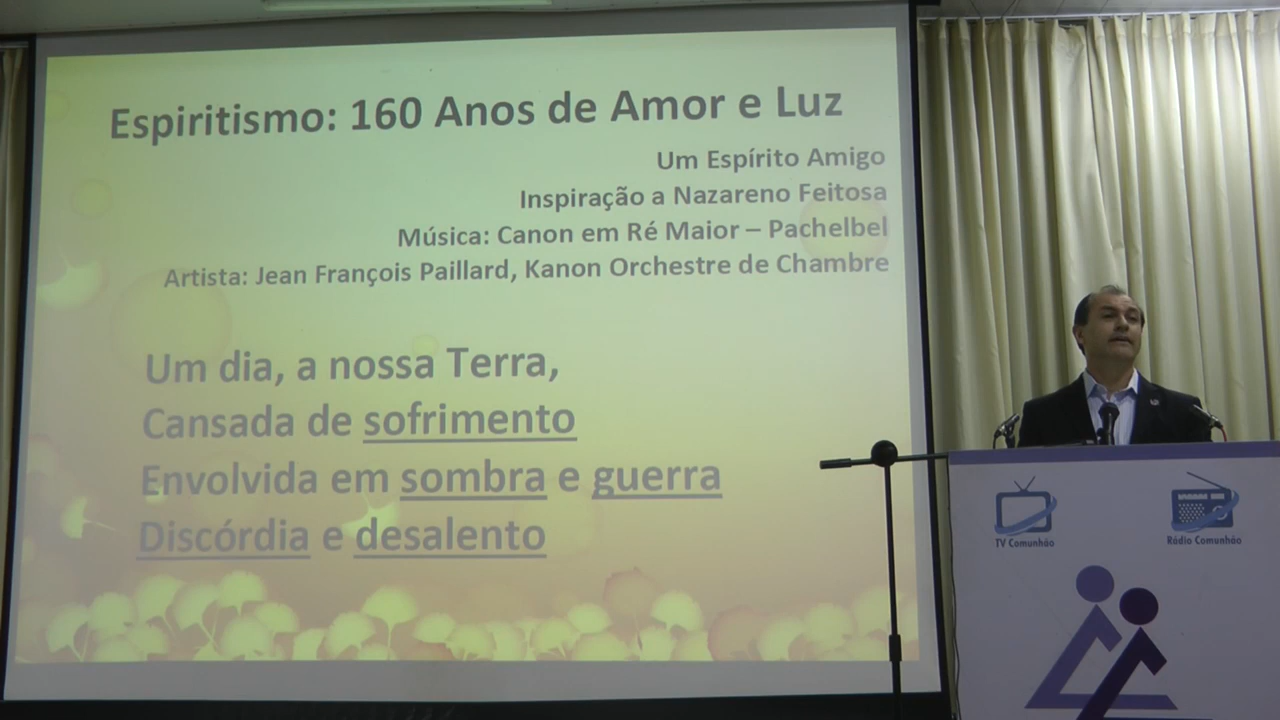 Espiritismo: 160 Anos de Amor e Luz
Um Espírito Amigo
Inspiração a Nazareno Feitosa
Música: Canon em Ré Maior – Pachelbel
Artista: Jean François Paillard, Kanon Orchestre de Chambre
Um dia, a nossa Terra,
Cansada de sofrimento
Envolvida em sombra e guerra
Discórdia e desalento
TV Comunhão
Rádio Comunhão